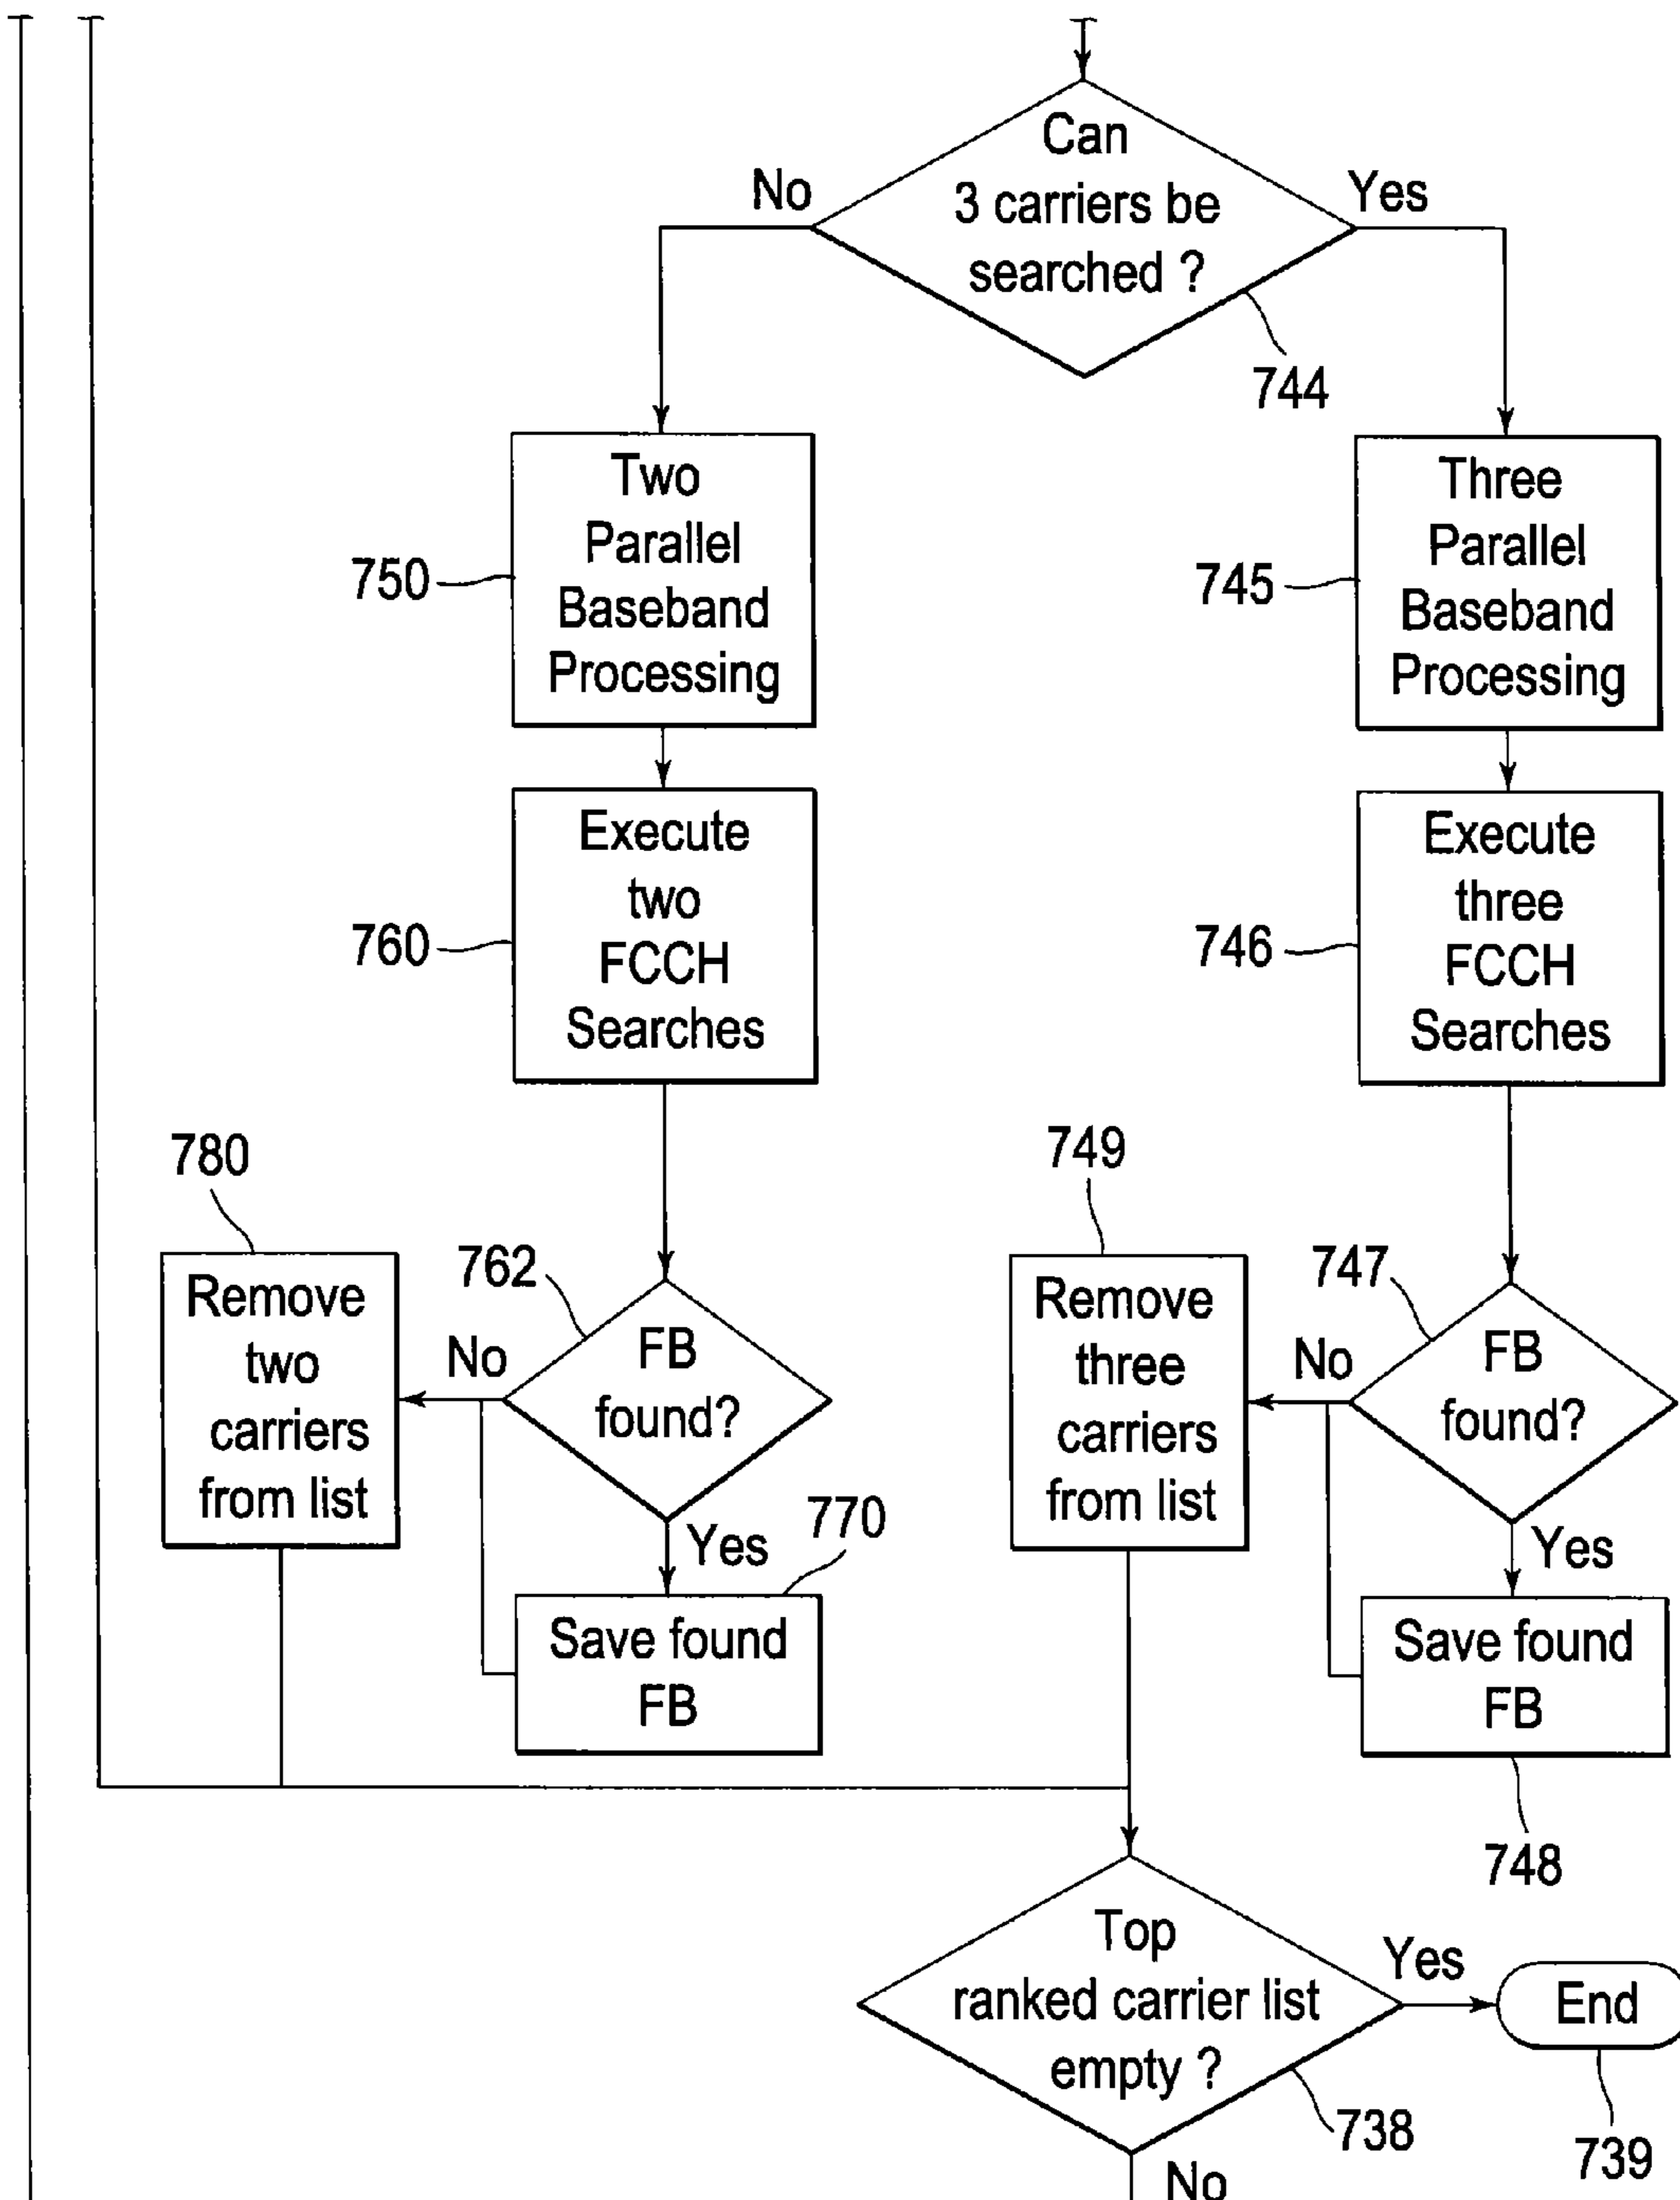 Can
3 carriers be
searched ?
No
Yes
744
Two
Parallel
Baseband
Processing
750
Three
Parallel
Baseband
Processing
745
Execute
two
FCCH
Searches
760
Execute
three
FCCH
Searches
746
780
Remove
two
carriers
from list
762
No
FB
found?
Yes
770
Save found
FB
749
Remove
three
carriers
from list
747
No
FB
found?
Yes
Save found
FB
748
Top
ranked carrier list
empty ?
Yes
End
738
739
No